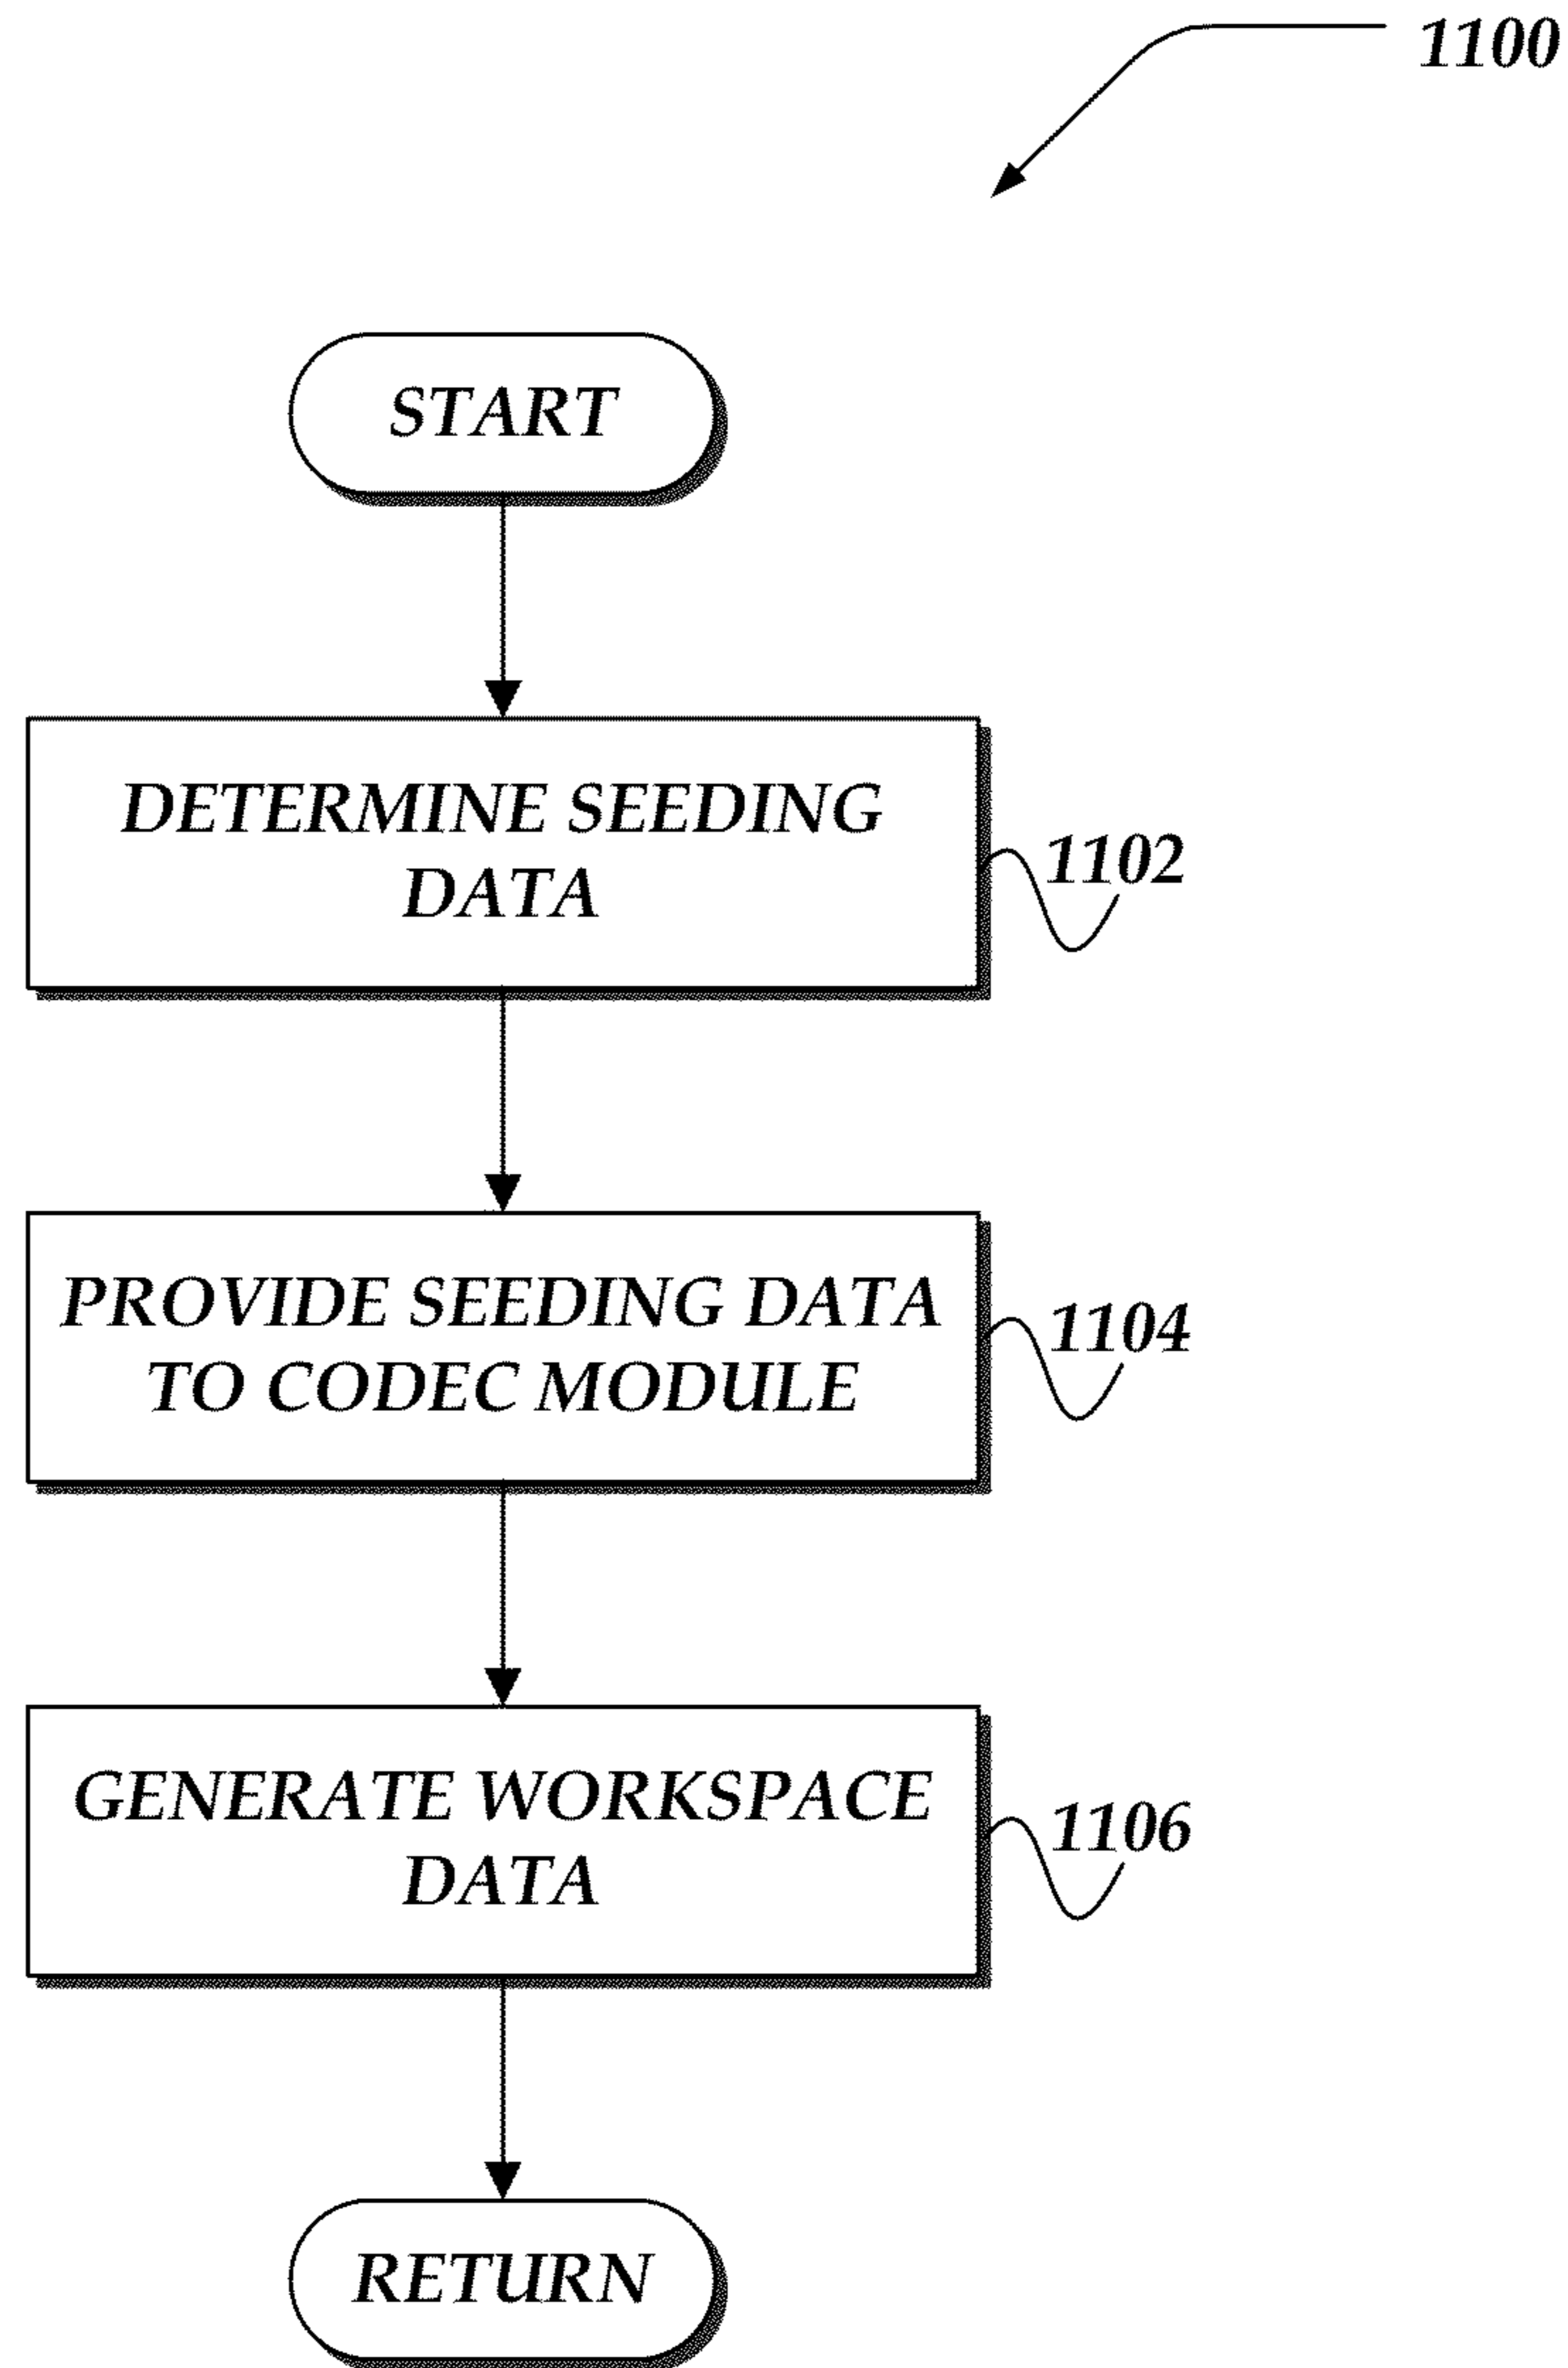 1100
START
DETERMINE SEEDING
DATA
1102
PROVIDE SEEDING DATA
TO CODEC MODULE
1104
GENERATE WORKSPACE
DATA
1106
RETURN